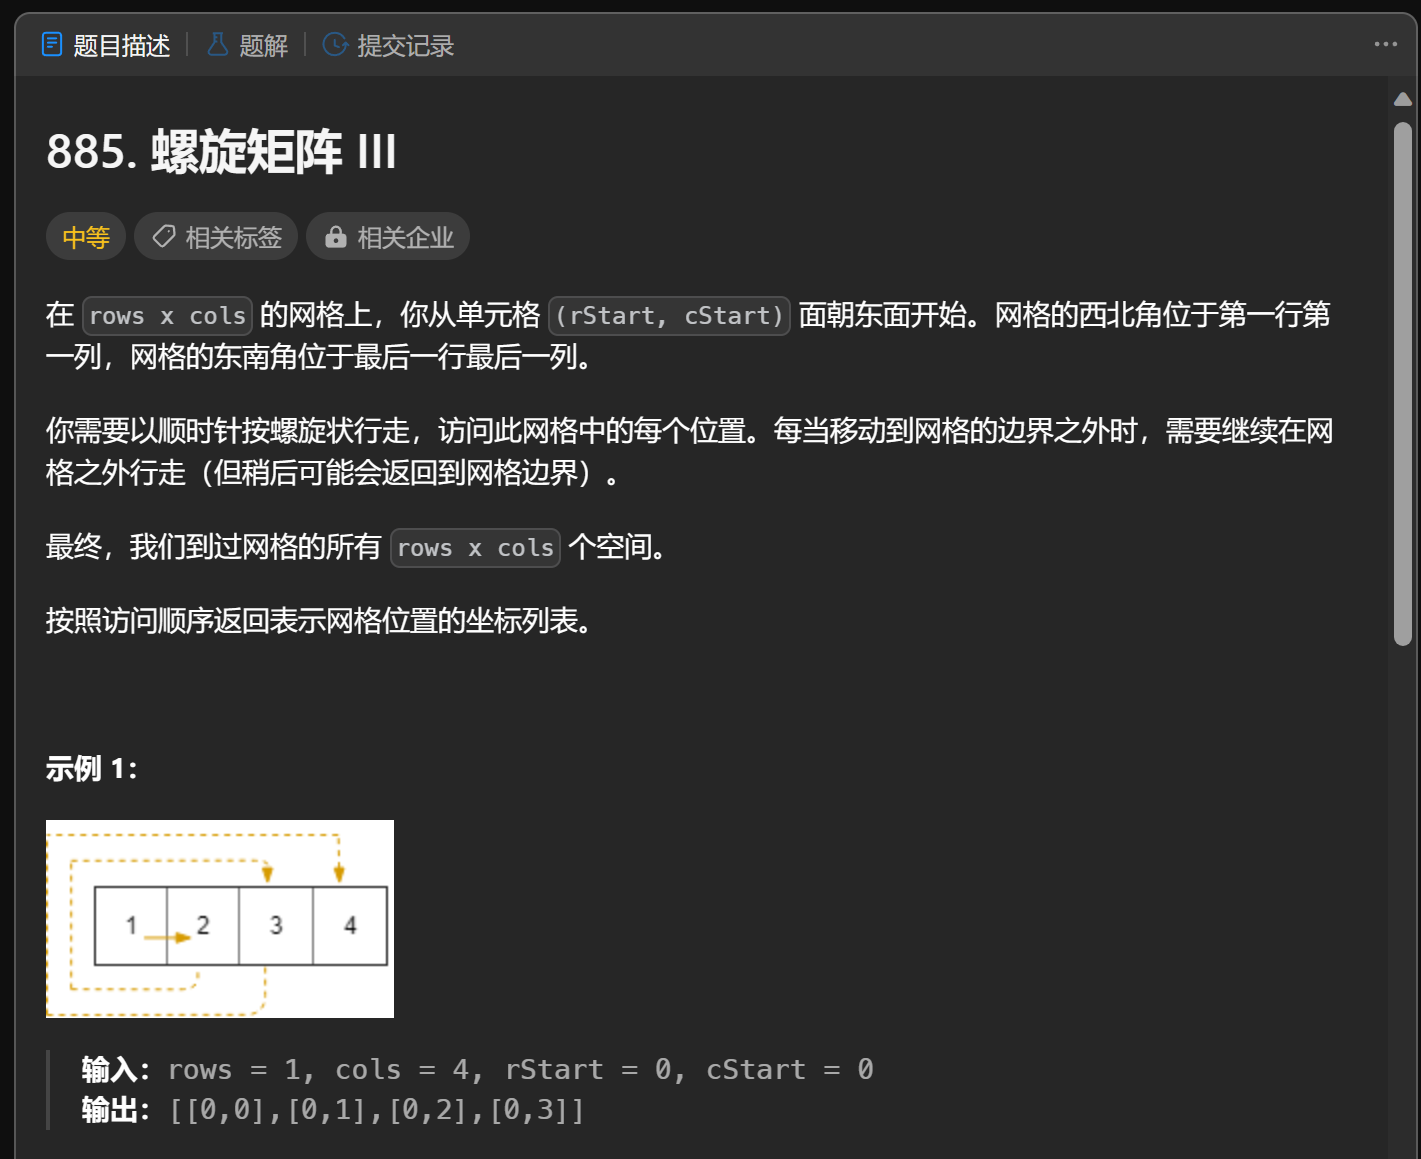 题目描述 题解 提交记录
885. 螺旋矩阵 III
中等 相关标签 相关企业
在 rows x cols 的网格上，你从单元格 (rStart, cStart) 面朝东面开始。网格的西北角位于第一行第
一列，网格的东南角位于最后一行最后一列。
你需要以顺时针按螺旋状行走，访问此网格中的每个位置。每当移动到网格的边界之外时，需要继续在网
格之外行走（但稍后可能会返回到网格边界）。
最终，我们到过网格的所有 rows x cols 个空间。
按照访问顺序返回表示网格位置的坐标列表。
示例 1：
1 2 3 4
输入：rows = 1, cols = 4, rStart = 0, cStart = 0
输出：[[0,0],[0,1],[0,2],[0,3]]